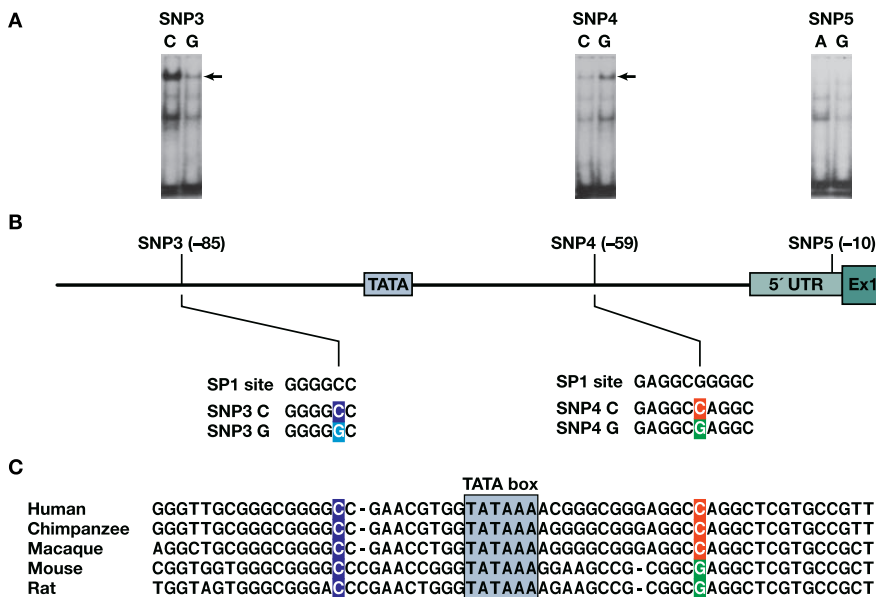 A
SNP3 SNP4 SNP5
C G C G A G
B
SNP3 (–85) SNP4 (–59) SNP5 (–10)
TATA 5´ UTR Ex1
SP1 site GGGGCC SP1 site GAGGCGGGGC
SNP3 C GGGGCC SNP4 C GAGGCCAGGC
SNP3 G GGGGGC SNP4 G GAGGCGAGGC
C
TATA box
Human GGGTTGCGGGCGGGGCC-GAACGTGGTATAAAACGGGCGGGAGGCCAGGCTCGTGCCGTT
Chimpanzee GGGTTGCGGGCGGGGCC-GAACGTGGTATAAAAGGGGCGGGAGGCCAGGCTCGTGCCGTT
Macaque AGGCTGCGGGCGGGGCC-GAACCTGGTATAAAAGGGGCGGGAGGCCAGGCTCGTGCCGCT
Mouse CGGTGGTGGGCGGGGCCCCGAACCGGGTATAAAAGGAAGCCG-CGGCGAGGCTCGTGCCGCT
Rat TGGTAGTGGGCGGGACCCGAACTGGGTATAAAAGGAAGCCG-CGGCGAGGCTCGTGCCGCT